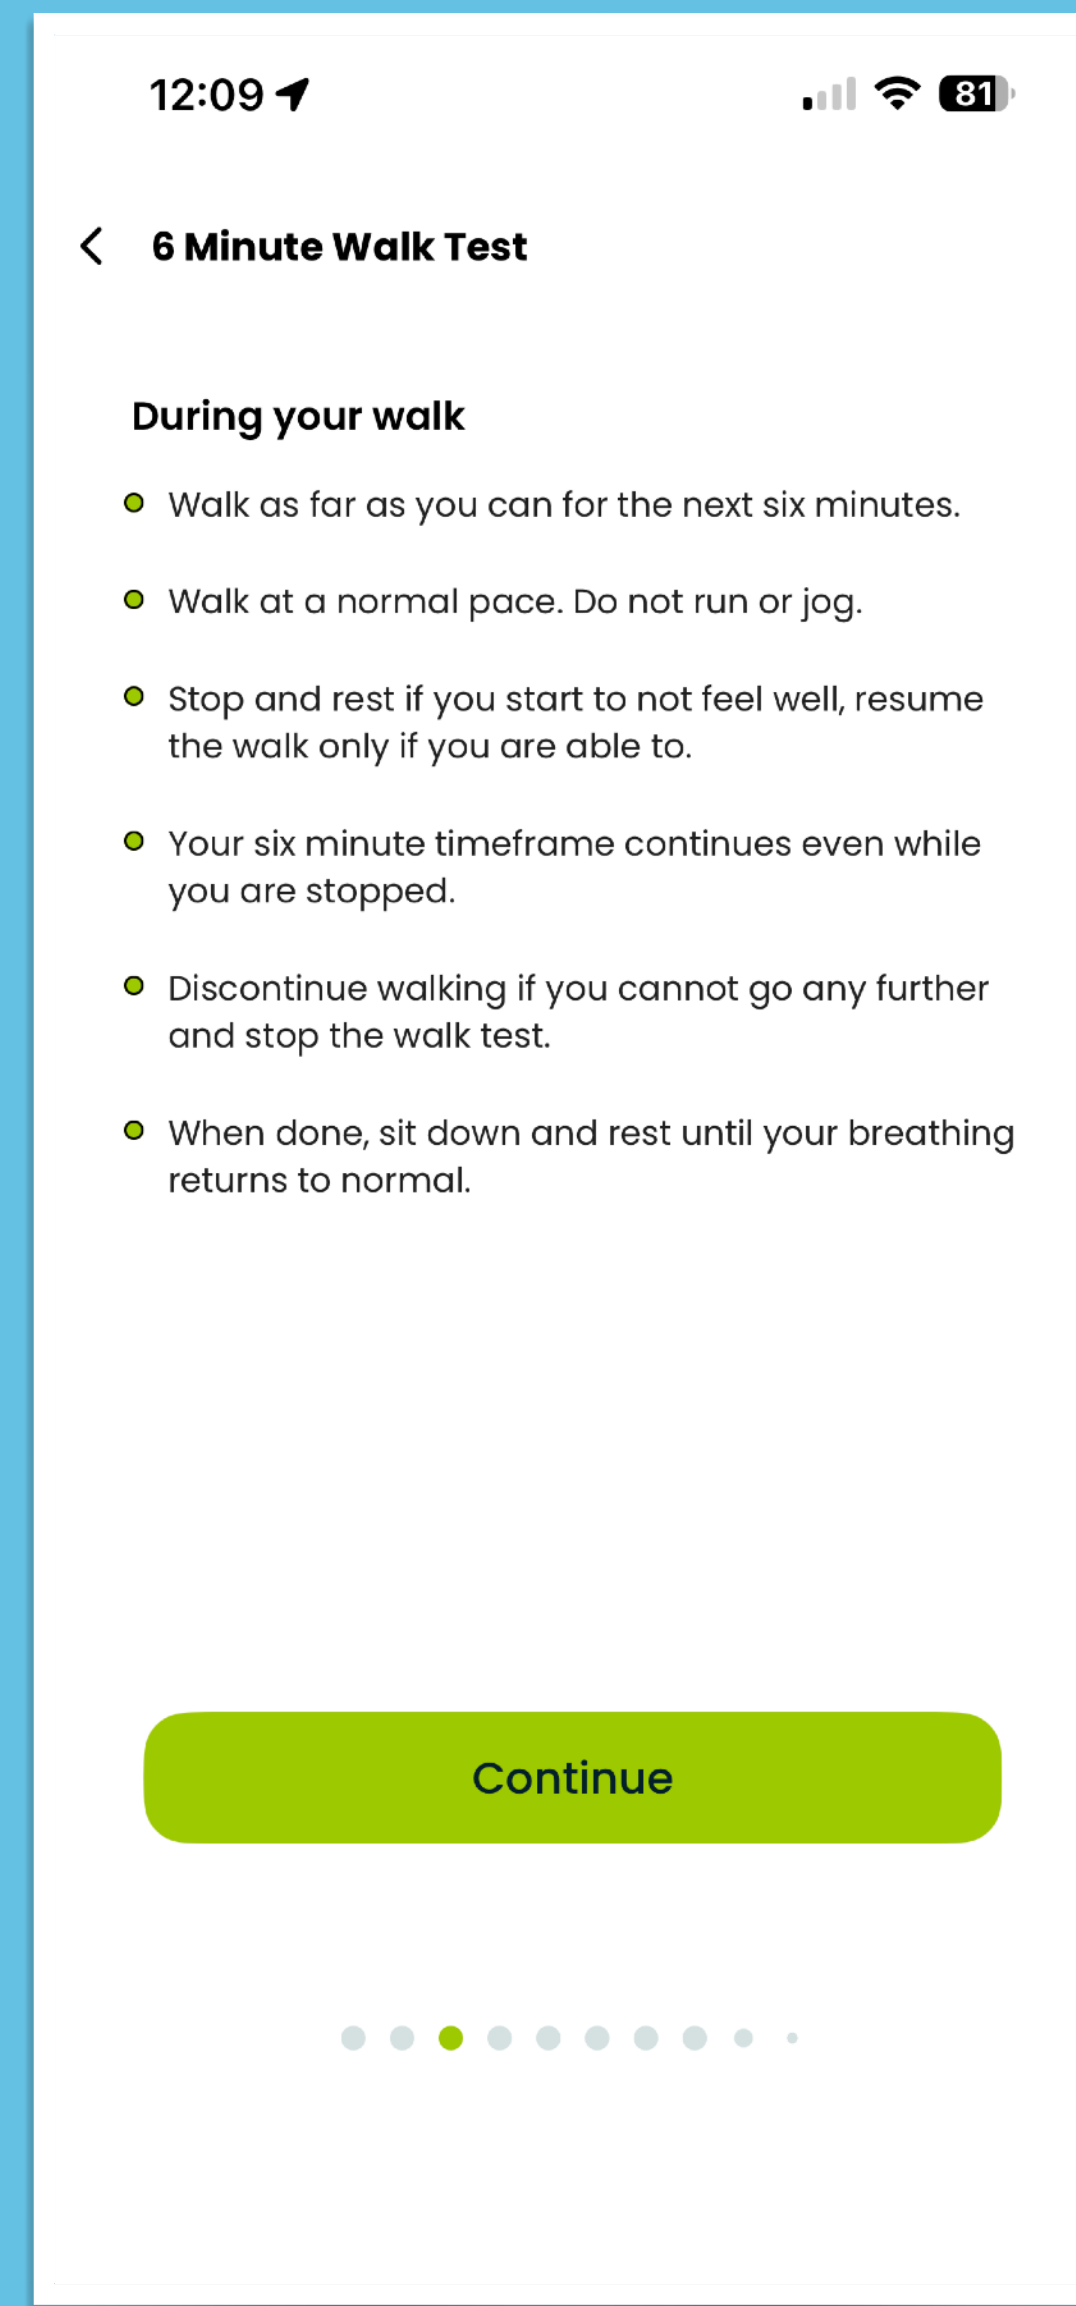 12:09
81
6 Minute Walk Test
During your walk
Walk as far as you can for the next six minutes.
Walk at a normal pace. Do not run or jog.
Stop and rest if you start to not feel well, resume
the walk only if you are able to.
Your six minute timeframe continues even while
you are stopped.
Discontinue walking if you cannot go any further
and stop the walk test.
When done, sit down and rest until your breathing
returns to normal.
Continue